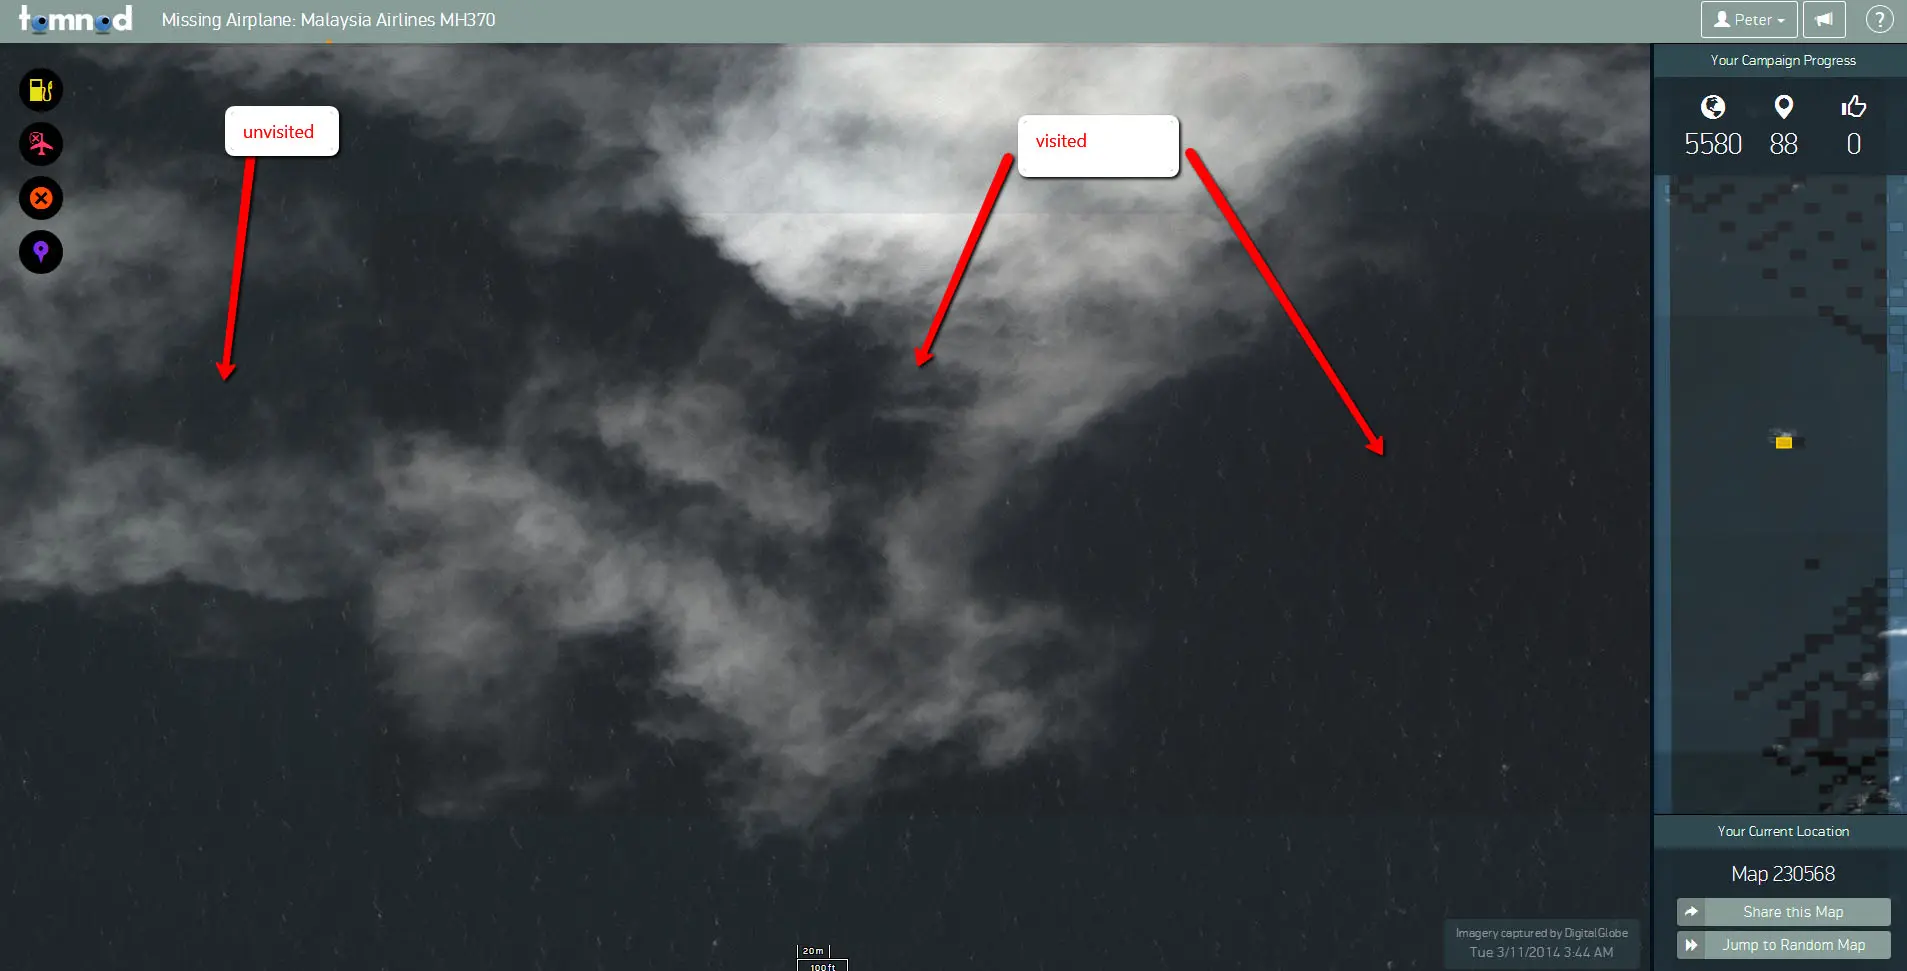 tomnod
Missing Airplane: Malaysia Airlines MH370
Peter
?
Your Campaign Progress
5580 88 0
unvisited
visited
Your Current Location
Map 230568
Share this Map
Jump to Random Map
Imagery captured by DigitalGlobe
Tue 3/11/2014 3:44 AM
20 m
100 ft